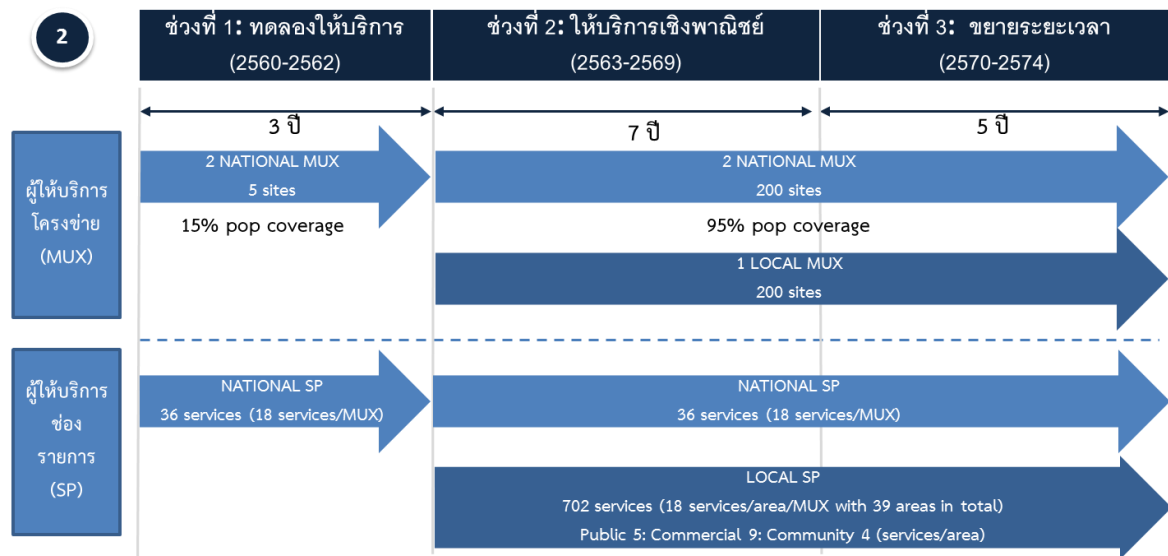 2
ช่วงที่ 1: ทดลองให้บริการ
(2560-2562)
ช่วงที่ 2: ให้บริการเชิงพาณิชย์
(2563-2569)
ช่วงที่ 3: ขยายระยะเวลา
(2570-2574)
3 ปี
7 ปี
5 ปี
ผู้ให้บริการ
โครงข่าย
(MUX)
2 NATIONAL MUX
5 sites
15% pop coverage
2 NATIONAL MUX
200 sites
95% pop coverage
1 LOCAL MUX
200 sites
ผู้ให้บริการ
ช่อง
รายการ
(SP)
NATIONAL SP
36 services (18 services/MUX)
NATIONAL SP
36 services (18 services/MUX)
LOCAL SP
702 services (18 services/area/MUX with 39 areas in total)
Public 5: Commercial 9: Community 4 (services/area)